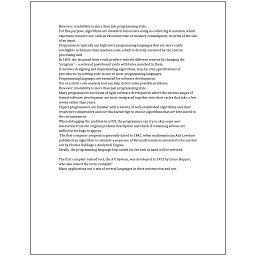 However, readability is more than just programming style.
For this purpose, algorithms are classified into orders using so-called Big O notation, which
expresses resource use, such as execution time or memory consumption, in terms of the size
of an input.
Programmers typically use high-level programming languages that are more easily
intelligible to humans than machine code, which is directly executed by the central
processing unit.
In 1801, the Jacquard loom could produce entirely different weaves by changing the
"program" - a series of pasteboard cards with holes punched in them.
It involves designing and implementing algorithms, step-by-step specifications of
procedures, by writing code in one or more programming languages.
Programming languages are essential for software development.
Use of a static code analysis tool can help detect some possible problems.
However, readability is more than just programming style.
Many programmers use forms of Agile software development where the various stages of
formal software development are more integrated together into short cycles that take a few
weeks rather than years.
Expert programmers are familiar with a variety of well-established algorithms and their
respective complexities and use this knowledge to choose algorithms that are best suited to
the circumstances.
When debugging the problem in a GUI, the programmer can try to skip some user
interaction from the original problem description and check if remaining actions are
sufficient for bugs to appear.
The first computer program is generally dated to 1843, when mathematician Ada Lovelace
published an algorithm to calculate a sequence of Bernoulli numbers, intended to be carried
out by Charles Babbage's Analytical Engine.
Ideally, the programming language best suited for the task at hand will be selected.
The first compiler related tool, the A-0 System, was developed in 1952 by Grace Hopper,
who also coined the term 'compiler'.
Many applications use a mix of several languages in their construction and use.